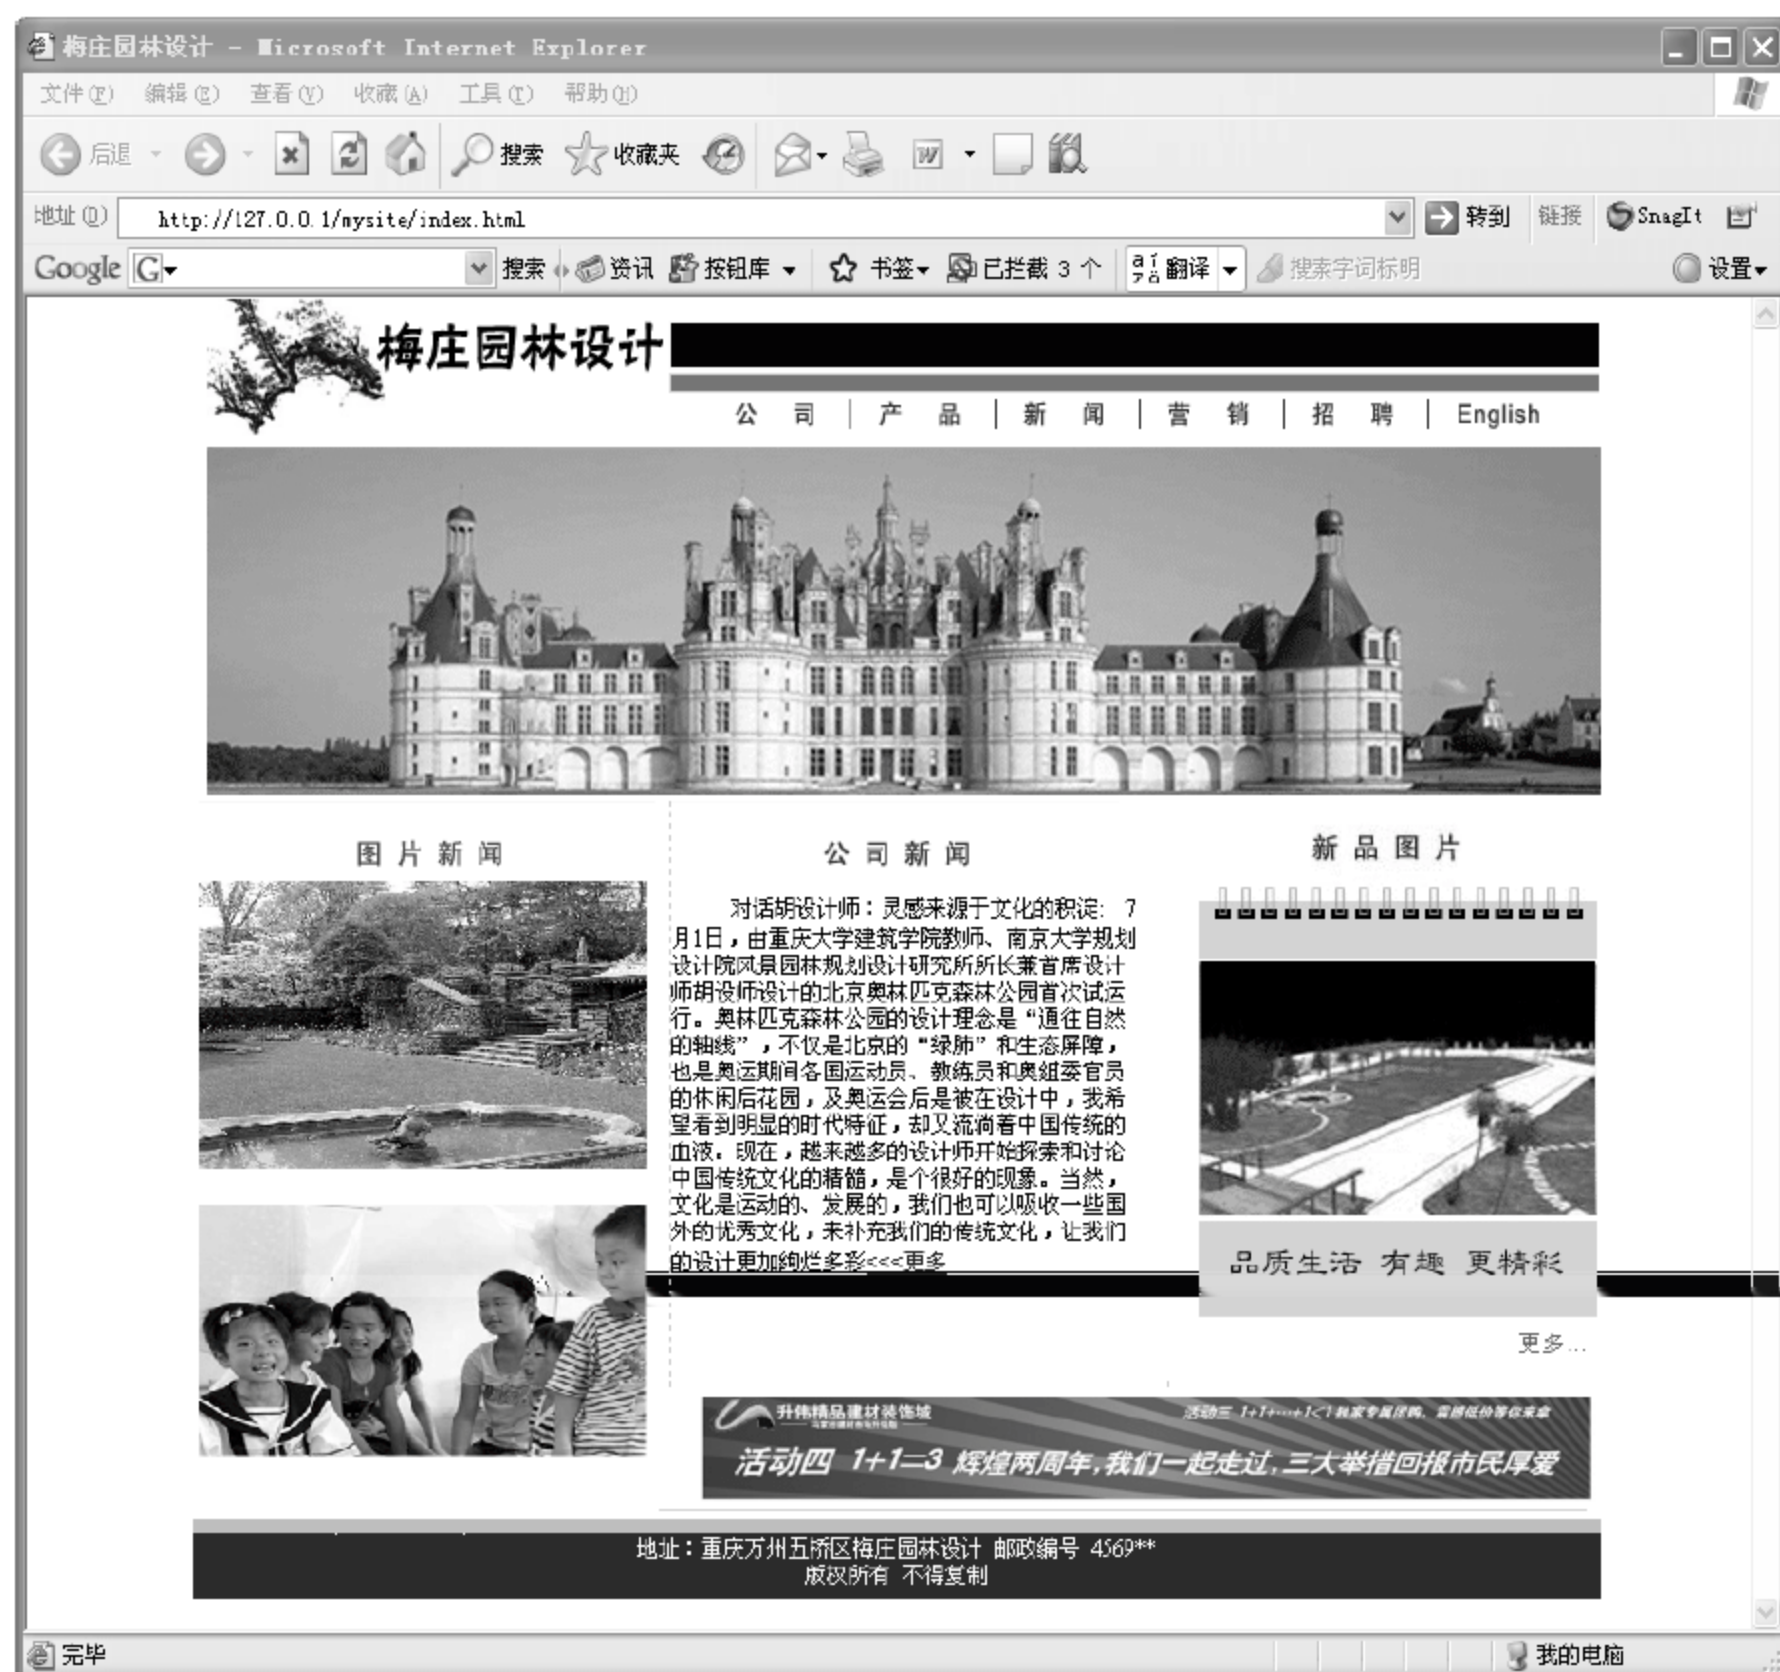 梅庄园林设计 - Microsoft Internet Explorer
文件(F) 编辑(E) 查看(V) 收藏(A) 工具(T) 帮助(H)
后退 搜索 收藏夹
地址(D) http://127.0.0.1/mysite/index.html 转到 链接 SnagIt
Google G 搜索 资讯 按钮库 书签 已拦截 3 个 翻译 搜索字词标明 设置
梅庄园林设计
公司 | 产品 | 新闻 | 营销 | 招聘 | English
图片新闻
公司新闻
对话胡设计师：灵感来源于文化的积淀： 7
月1日，由重庆大学建筑学院教师、南京大学规划
设计院风景园林规划设计研究所所长兼首席设计
师胡设师设计的北京奥林匹克森林公园首次试运
行。奥林匹克森林公园的设计理念是“通往自然
的轴线”，不仅是北京的“绿肺”和生态屏障，
也是奥运期间各国运动员、教练员和奥组委官员
的休闲后花园，及奥运会后是被在设计中，我希
望看到明显的时代特征，却又流淌着中国传统的
血液。现在，越来越多的设计师开始探索和讨论
中国传统文化的精髓，是个很好的现象。当然，
文化是运动的、发展的，我们也可以吸收一些国
外的优秀文化，来补充我们的传统文化，让我们
的设计更加绚烂多彩<<<更多
新品图片
品质生活 有趣 更精彩
更多...
升伟精品建材装饰城
活动三 1+1+…+1<1 独家专属团购，震撼低价等你来拿
活动四 1+1=3 辉煌两周年,我们一起走过,三大举措回报市民厚爱
地址：重庆万州五桥区梅庄园林设计 邮政编号 4569**
版权所有 不得复制
完毕 我的电脑